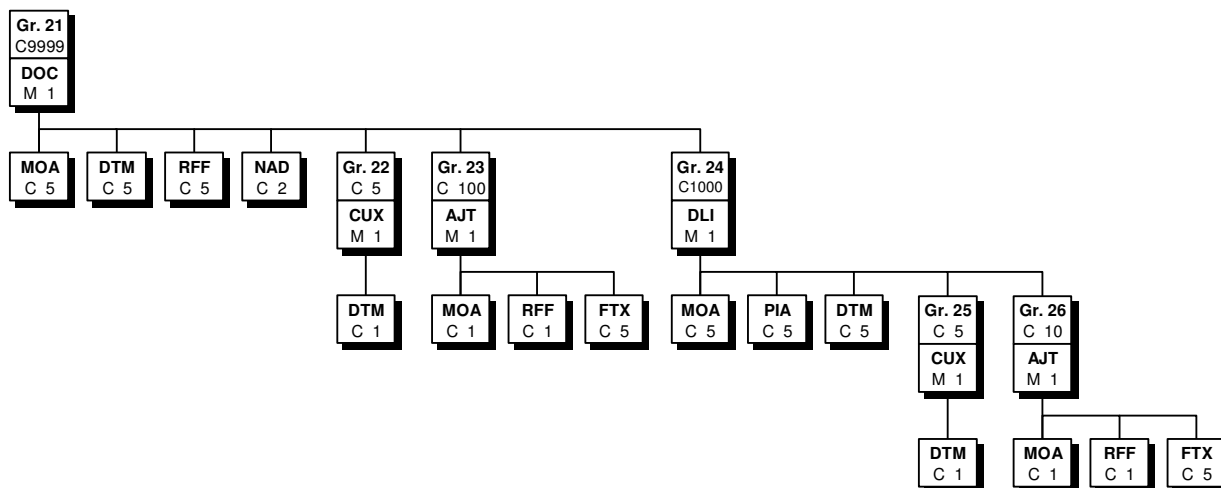 Gr. 21
C9999
DOC
M 1
MOA
C 5
DTM
C 5
RFF
C 5
NAD
C 2
Gr. 22
C 5
CUX
M 1
Gr. 23
C 100
AJT
M 1
Gr. 24
C1000
DLI
M 1
DTM
C 1
MOA
C 1
RFF
C 1
FTX
C 5
MOA
C 5
PIA
C 5
DTM
C 5
Gr. 25
C 5
CUX
M 1
Gr. 26
C 10
AJT
M 1
DTM
C 1
MOA
C 1
RFF
C 1
FTX
C 5